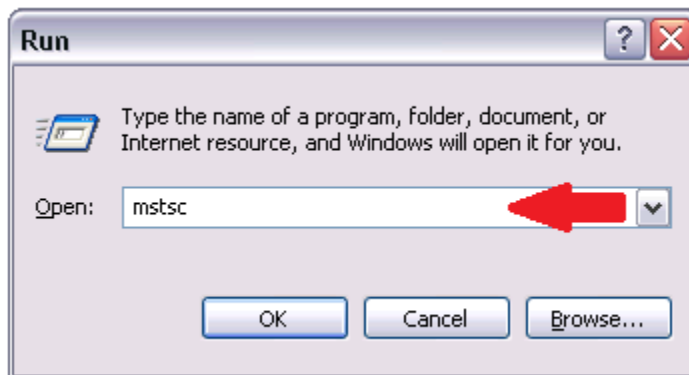 Run
Type the name of a program, folder, document, or
Internet resource, and Windows will open it for you.
Open: mstsc
OK Cancel Browse...